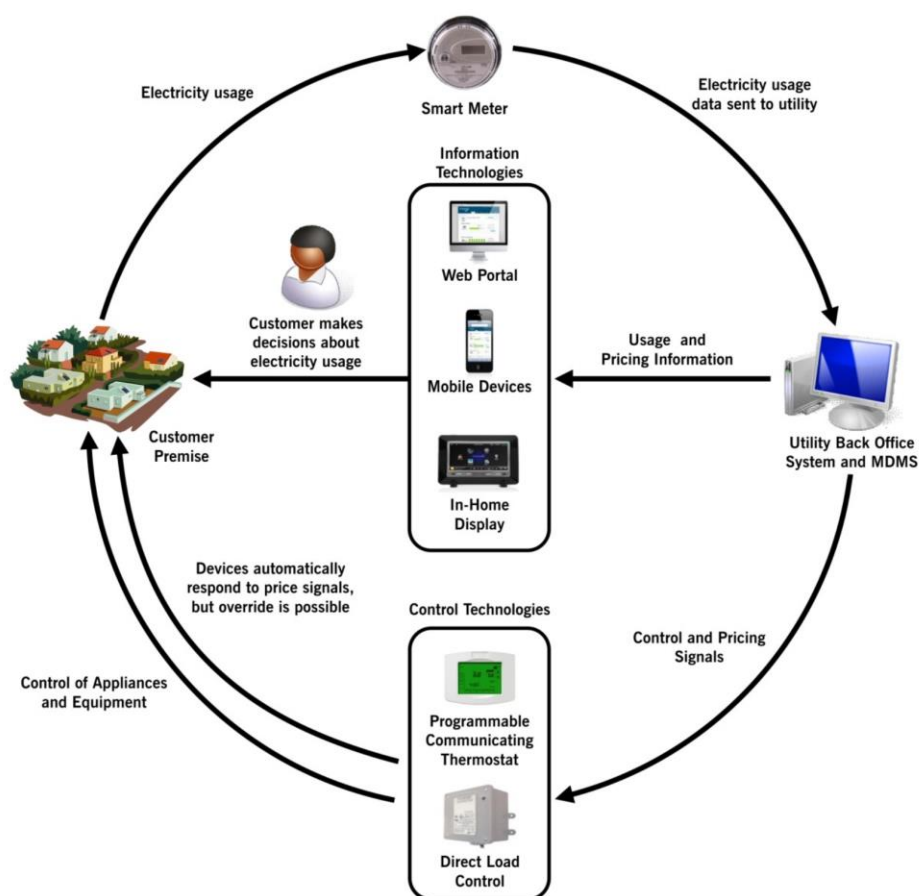 Electricity usage
Smart Meter
Electricity usage
data sent to utility
Information
Technologies
Web Portal
Customer makes
decisions about
electricity usage
Mobile Devices
Usage and
Pricing Information
Customer
Premise
Utility Back Office
System and MDMS
In-Home
Display
Devices automatically
respond to price signals,
but override is possible
Control Technologies
Control and Pricing
Signals
Control of Appliances
and Equipment
Programmable
Communicating
Thermostat
Direct Load
Control